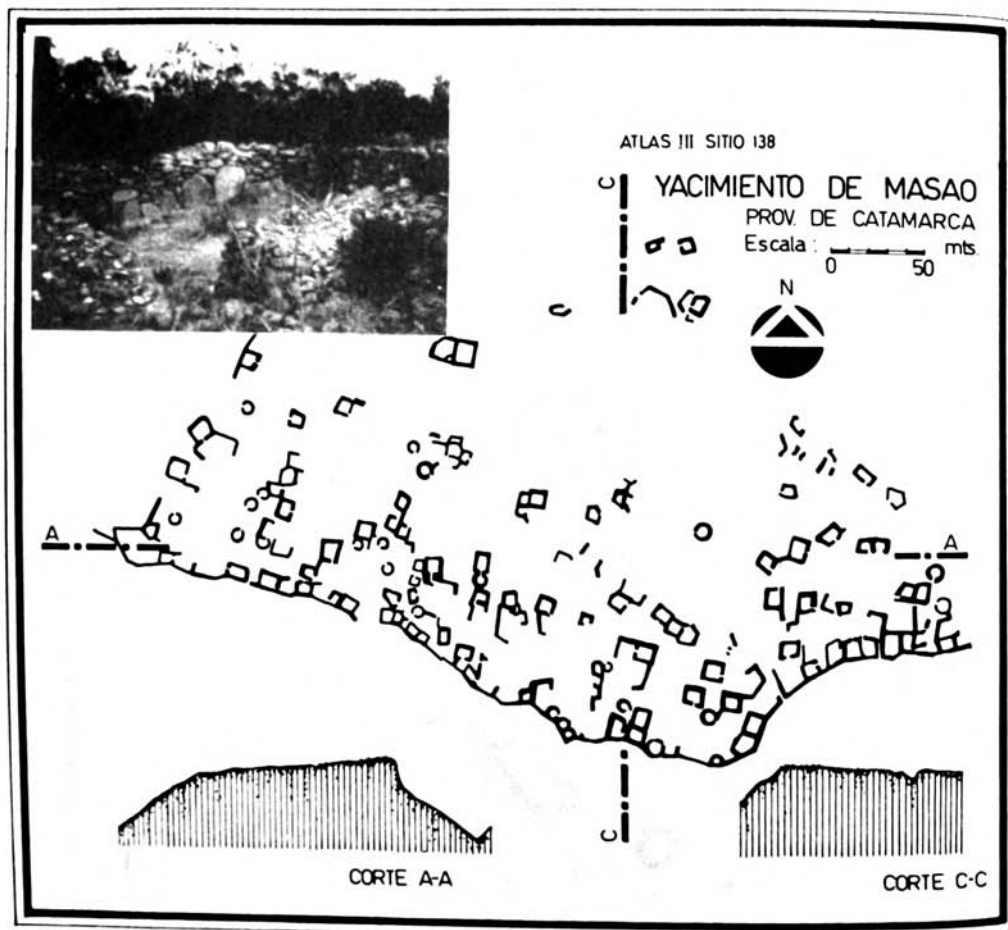 ATLAS III SITIO 138
C
YACIMIENTO DE MASAO
PROV. DE CATAMARCA
Escala: mts.
0 50
N
A
A
C
CORTE A-A
CORTE C-C